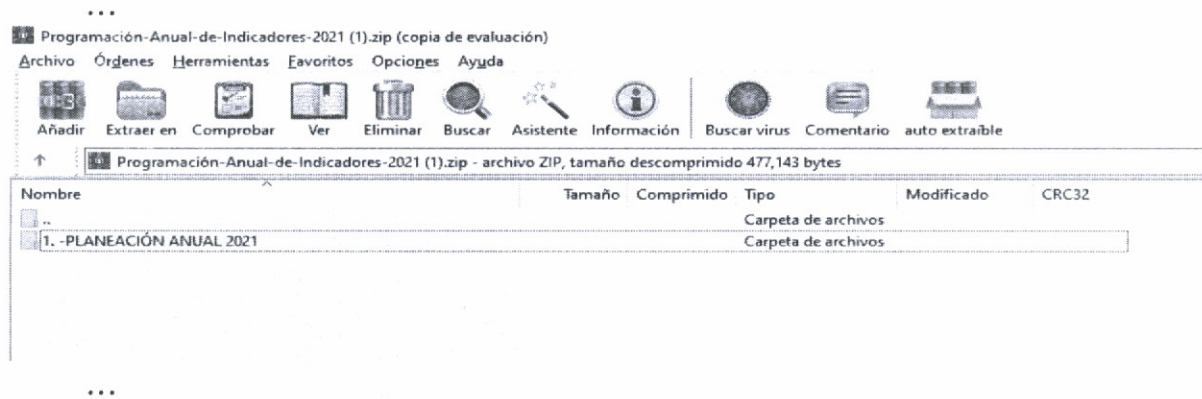 ...
Programación-Anual-de-Indicadores-2021 (1).zip (copia de evaluación)
Archivo Órdenes Herramientas Favoritos Opciones Ayuda
Añadir Extraer en Comprobar Ver Eliminar Buscar Asistente Información Buscar virus Comentario auto extraíble
Programación-Anual-de-Indicadores-2021 (1).zip - archivo ZIP, tamaño descomprimido 477,143 bytes
Nombre Tamaño Comprimido Tipo Modificado CRC32
.. Carpeta de archivos
1. -PLANEACIÓN ANUAL 2021 Carpeta de archivos
...